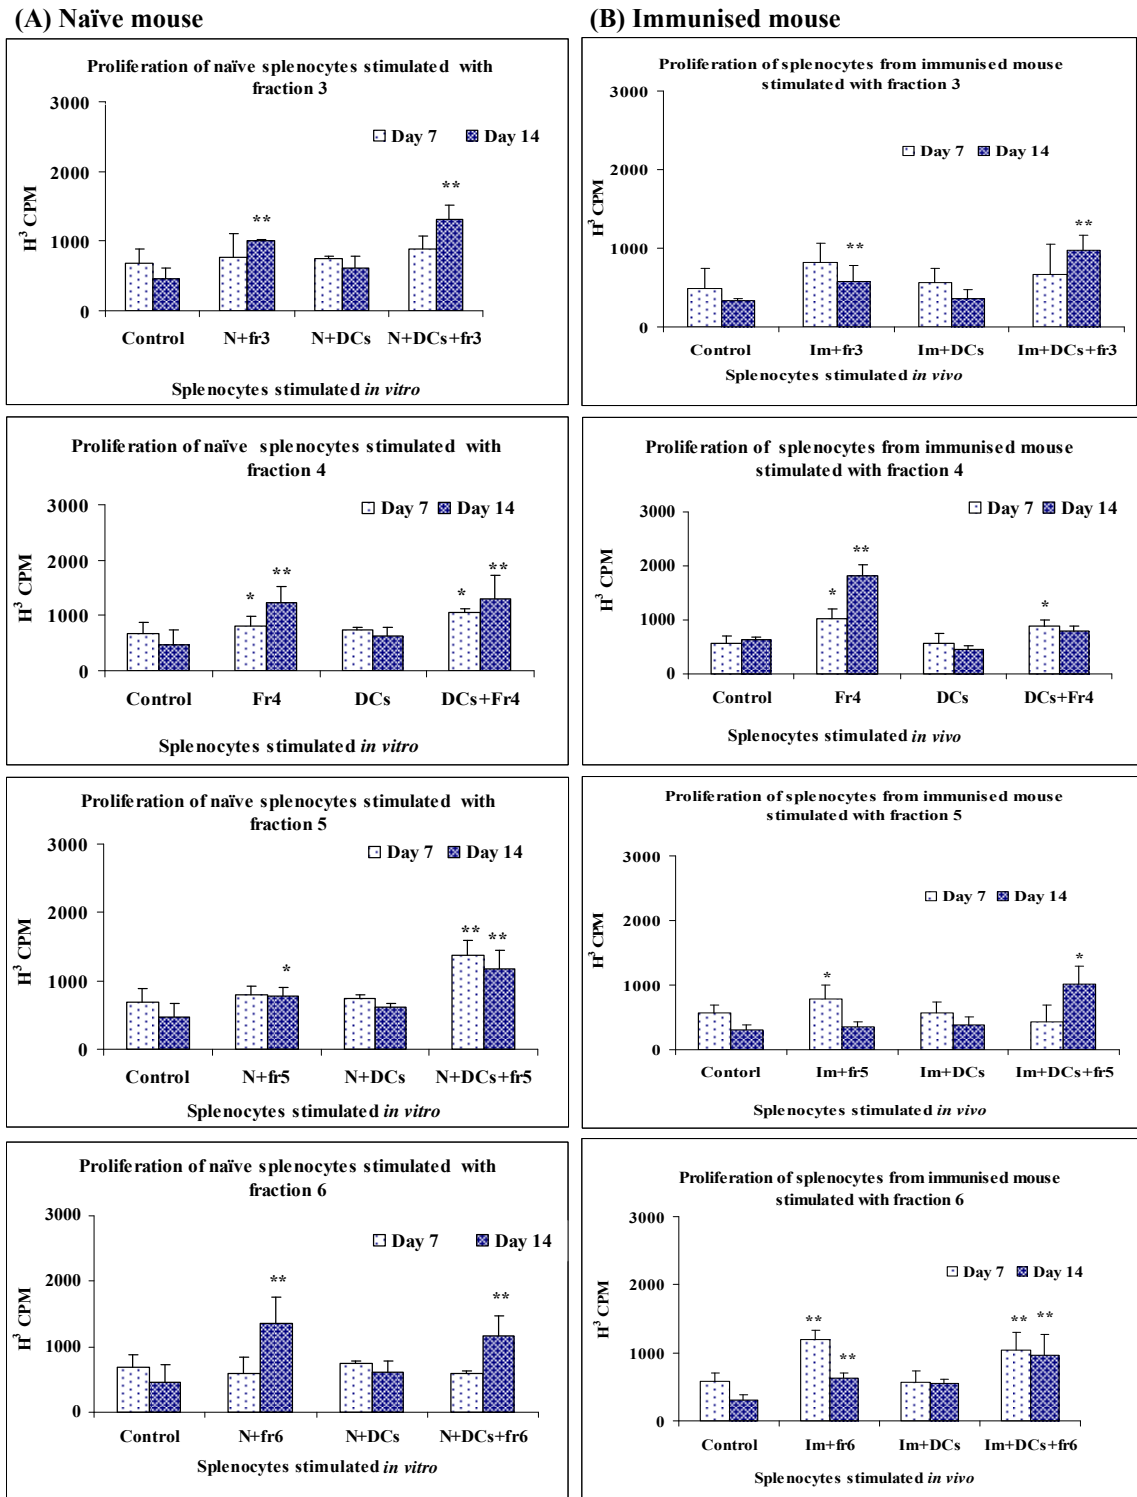 (A) Naïve mouse
Proliferation of naïve splenocytes stimulated with
fraction 3
3000
2000
1000
0
H³ CPM
Day 7 Day 14
** **
Control N+fr3 N+DCs N+DCs+fr3
Splenocytes stimulated in vitro
Proliferation of naïve splenocytes stimulated with
fraction 4
3000
2000
1000
0
H³ CPM
Day 7 Day 14
* ** * **
Control Fr4 DCs DCs+Fr4
Splenocytes stimulated in vitro
Proliferation of naïve splenocytes stimulated with
fraction 5
3000
2000
1000
0
H³ CPM
Day 7 Day 14
* ** **
Control N+fr5 N+DCs N+DCs+fr5
Splenocytes stimulated in vitro
Proliferation of naïve splenocytes stimulated with
fraction 6
3000
2000
1000
0
H³ CPM
Day 7 Day 14
** **
Control N+fr6 N+DCs N+DCs+fr6
Splenocytes stimulated in vitro
(B) Immunised mouse
Proliferation of splenocytes from immunised mouse
stimulated with fraction 3
3000
2000
1000
0
H³ CPM
Day 7 Day 14
** **
Control Im+fr3 Im+DCs Im+DCs+fr3
Splenocytes stimulated in vivo
Proliferation of splenocytes from immunised mouse
stimulated with fraction 4
3000
2000
1000
0
H³ CPM
Day 7 Day 14
* ** *
Control Fr4 DCs DCs+Fr4
Splenocytes stimulated in vivo
Proliferation of splenocytes from immunised mouse
stimulated with fraction 5
3000
2000
1000
0
H³ CPM
Day 7 Day 14
* *
Contorl Im+fr5 Im+DCs Im+DCs+fr5
Splenocytes stimulated in vivo
Proliferation of splenocytes from immunised mouse
stimulated with fraction 6
3000
2000
1000
0
H³ CPM
Day 7 Day 14
** ** ** **
Control Im+fr6 Im+DCs Im+DCs+fr6
Splenocytes stimulated in vivo